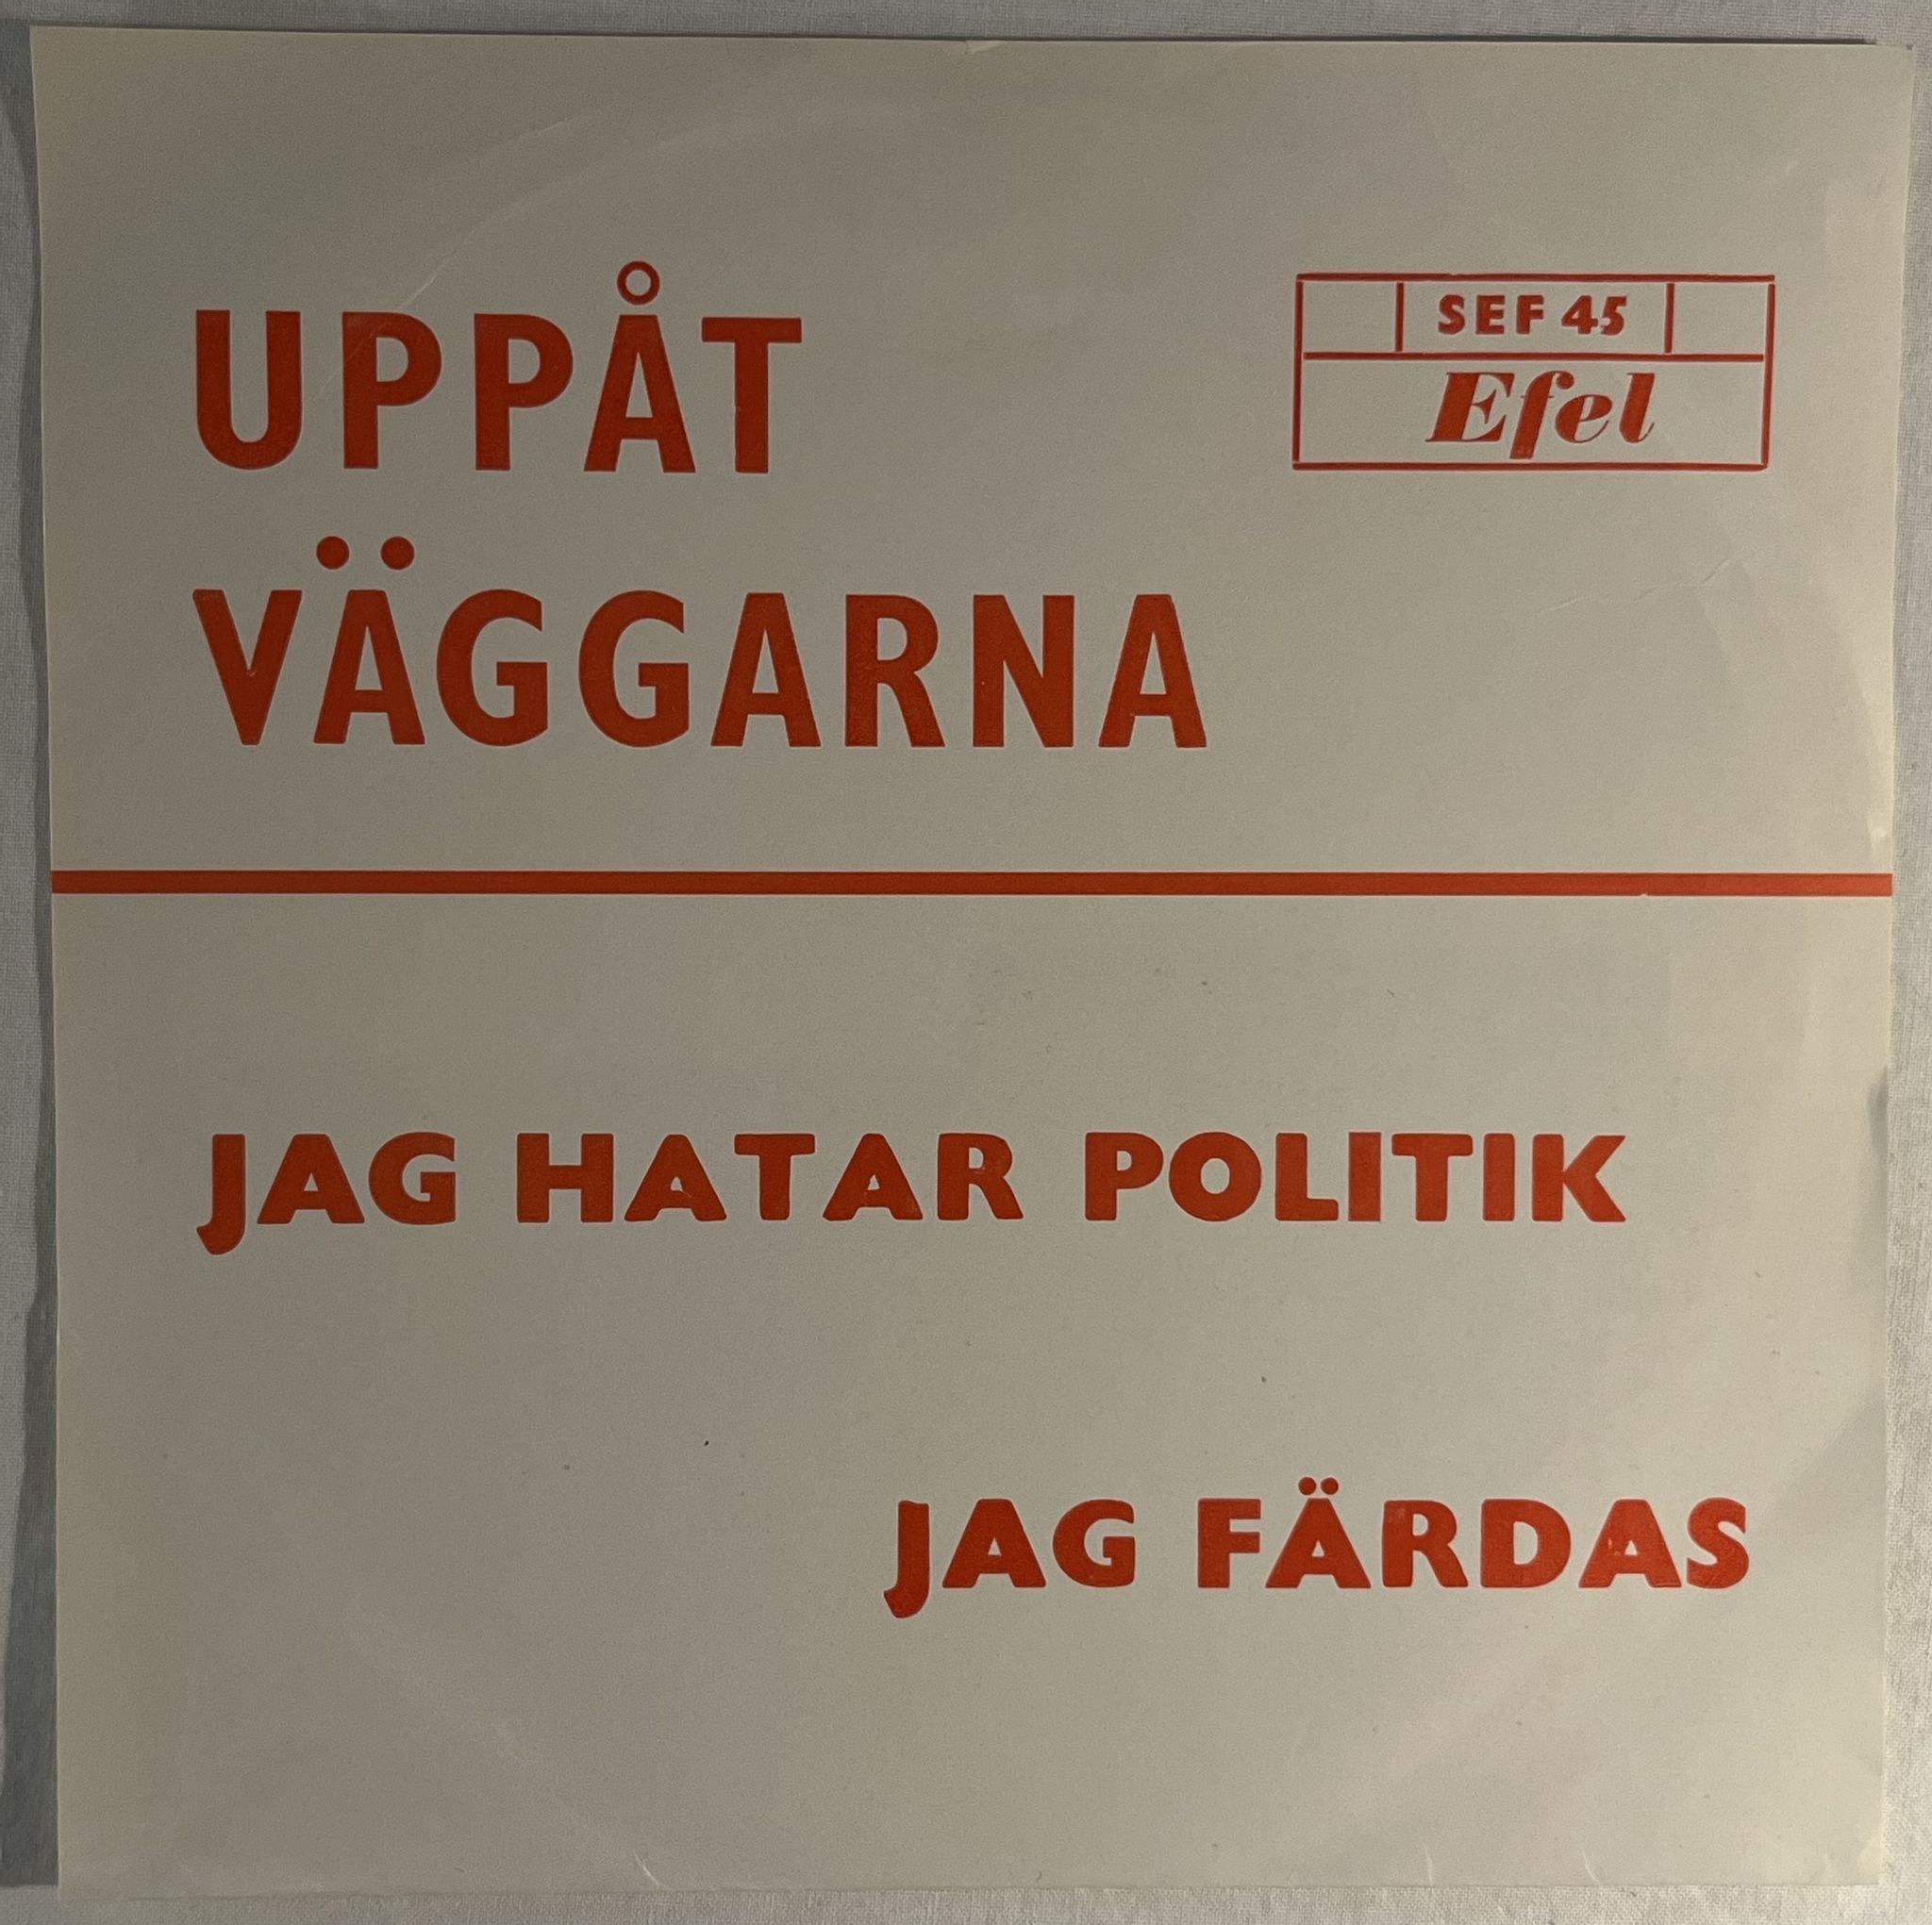 UPPÅT
SEF 45
Efel
VÄGGARNA
JAG HATAR POLITIK
JAG FÄRDAS